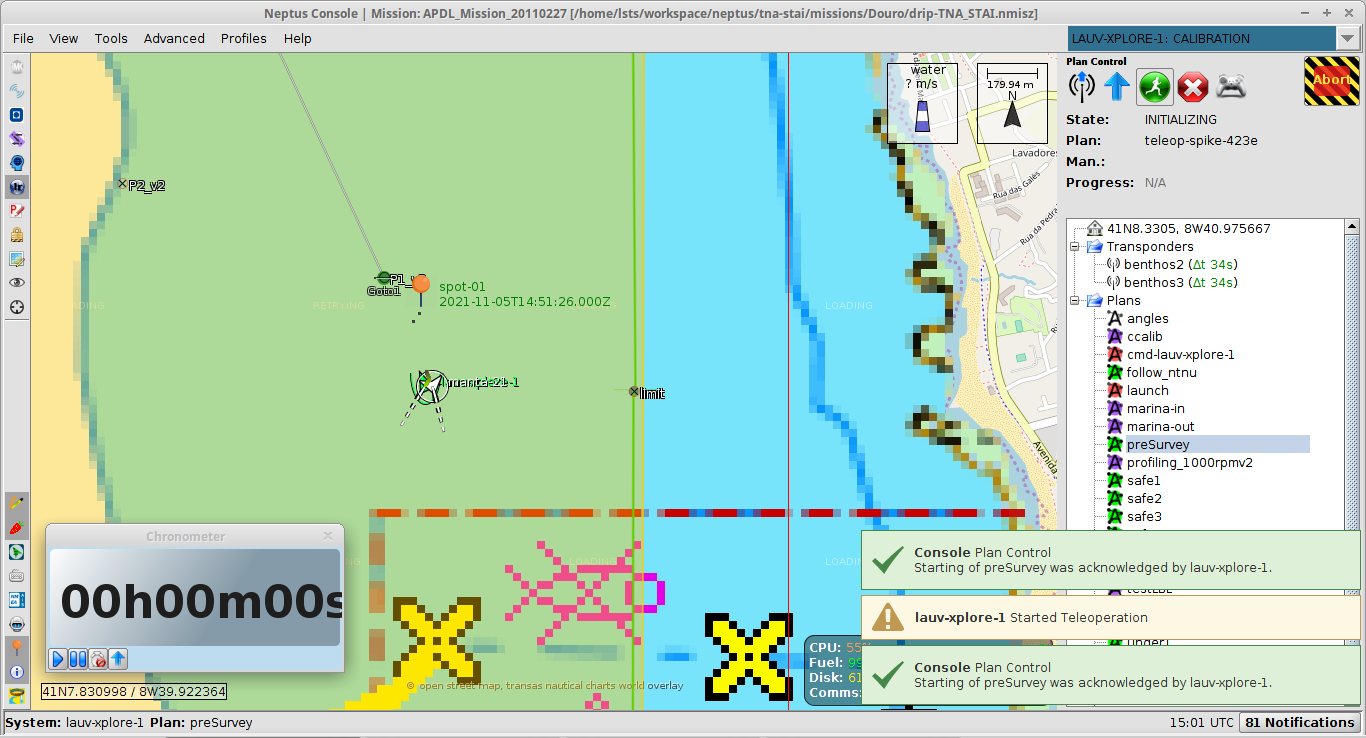 Neptus Console | Mission: APDL_Mission_20110227 [/home/lsts/workspace/neptus/tna-stai/missions/Douro/drip-TNA_STAI.nmisz]
File View Tools Advanced Profiles Help
LAUV-XPLORE-1: CALIBRATION
Plan Control
Abort
State: INITIALIZING
Plan: teleop-spike-423e
Man.:
Progress: N/A
water
? m/s
179.94 m
N
Lavadores
Rua das Galés
Rua da Pedra
Avenida
P2_v2
P1_
Goto1
spot-01
2021-11-05T14:51:26.000Z
LOADING
RETRYING
LOADING
LOADING
limit
LOADING
LOADING
41N8.3305, 8W40.975667
Transponders
benthos2 (Δt 34s)
benthos3 (Δt 34s)
Plans
angles
ccalib
cmd-lauv-xplore-1
follow_ntnu
launch
marina-in
marina-out
preSurvey
profiling_1000rpmv2
safe1
safe2
safe3
Console Plan Control
Starting of preSurvey was acknowledged by lauv-xplore-1.
lauv-xplore-1 Started Teleoperation
Console Plan Control
Starting of preSurvey was acknowledged by lauv-xplore-1.
Chronometer
00h00m00s
CPU: 55
Fuel: 99
Disk: 61
Comms:
© open street map, transas nautical charts world overlay
41N7.830998 / 8W39.922364
System: lauv-xplore-1 Plan: preSurvey
15:01 UTC 81 Notifications